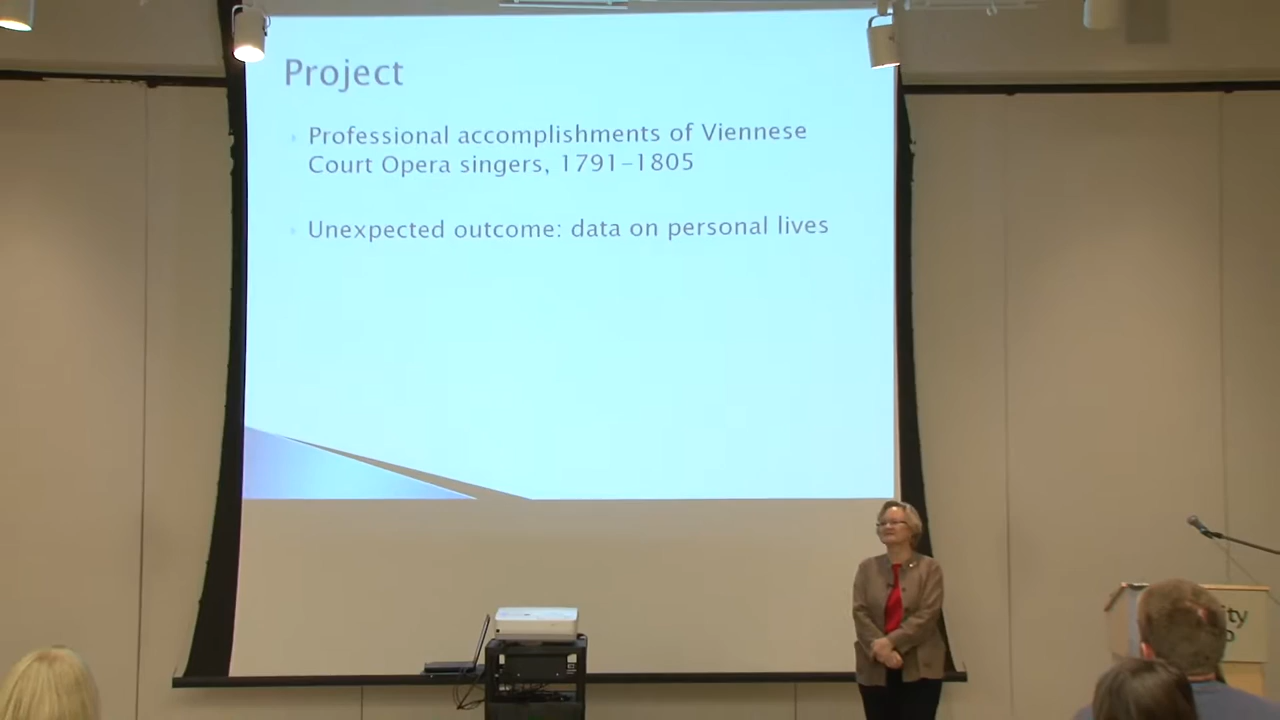 Project
Professional accomplishments of Viennese
Court Opera singers, 1791–1805
Unexpected outcome: data on personal lives